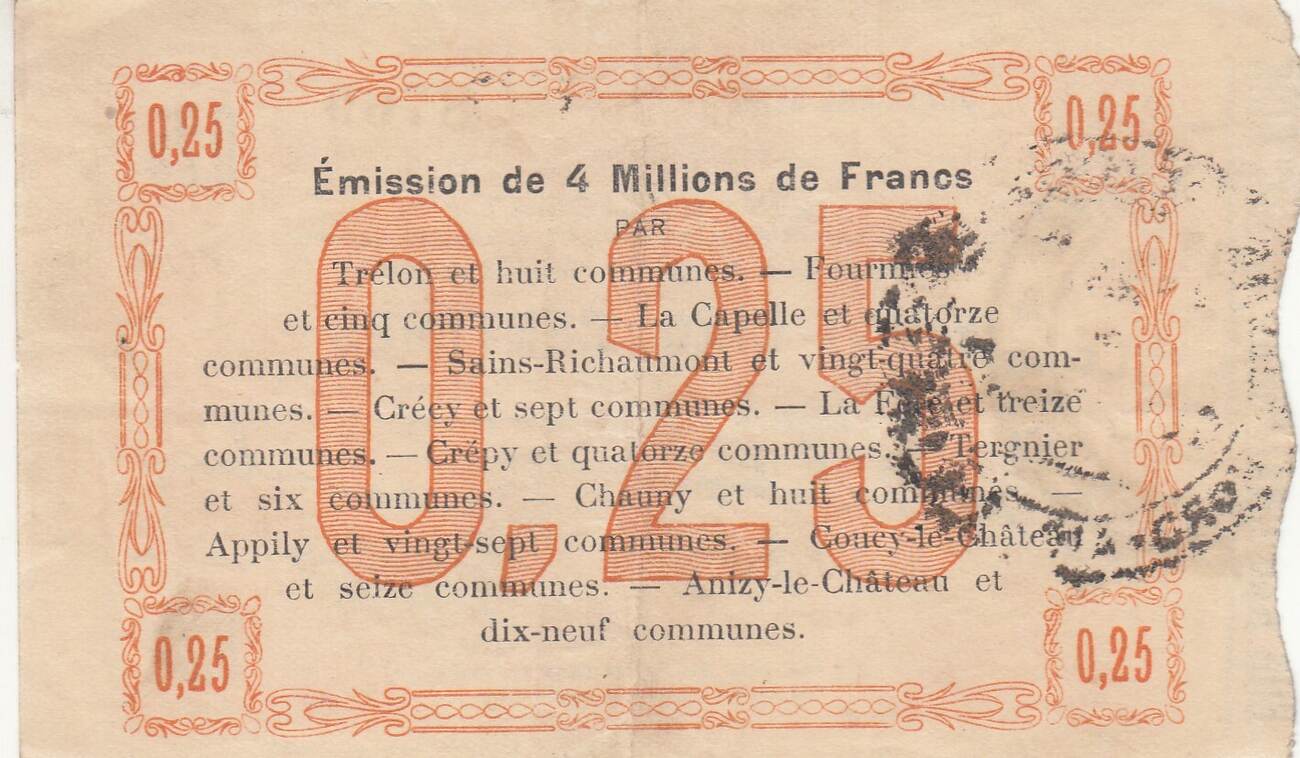 0,25 0,25
Émission de 4 Millions de Francs
PAR
Trélon et huit communes. — Fourmies
et cinq communes. — La Capelle et quatorze
communes. — Sains-Richaumont et vingt-quatre com-
munes. — Crécy et sept communes. — La Fère et treize
communes. — Crépy et quatorze communes. — Tergnier
et six communes. — Chauny et huit communes. —
Appily et vingt-sept communes. — Coucy-le-Château
et seize communes. — Anizy-le-Château et
dix-neuf communes.
0,25
0,25 0,25